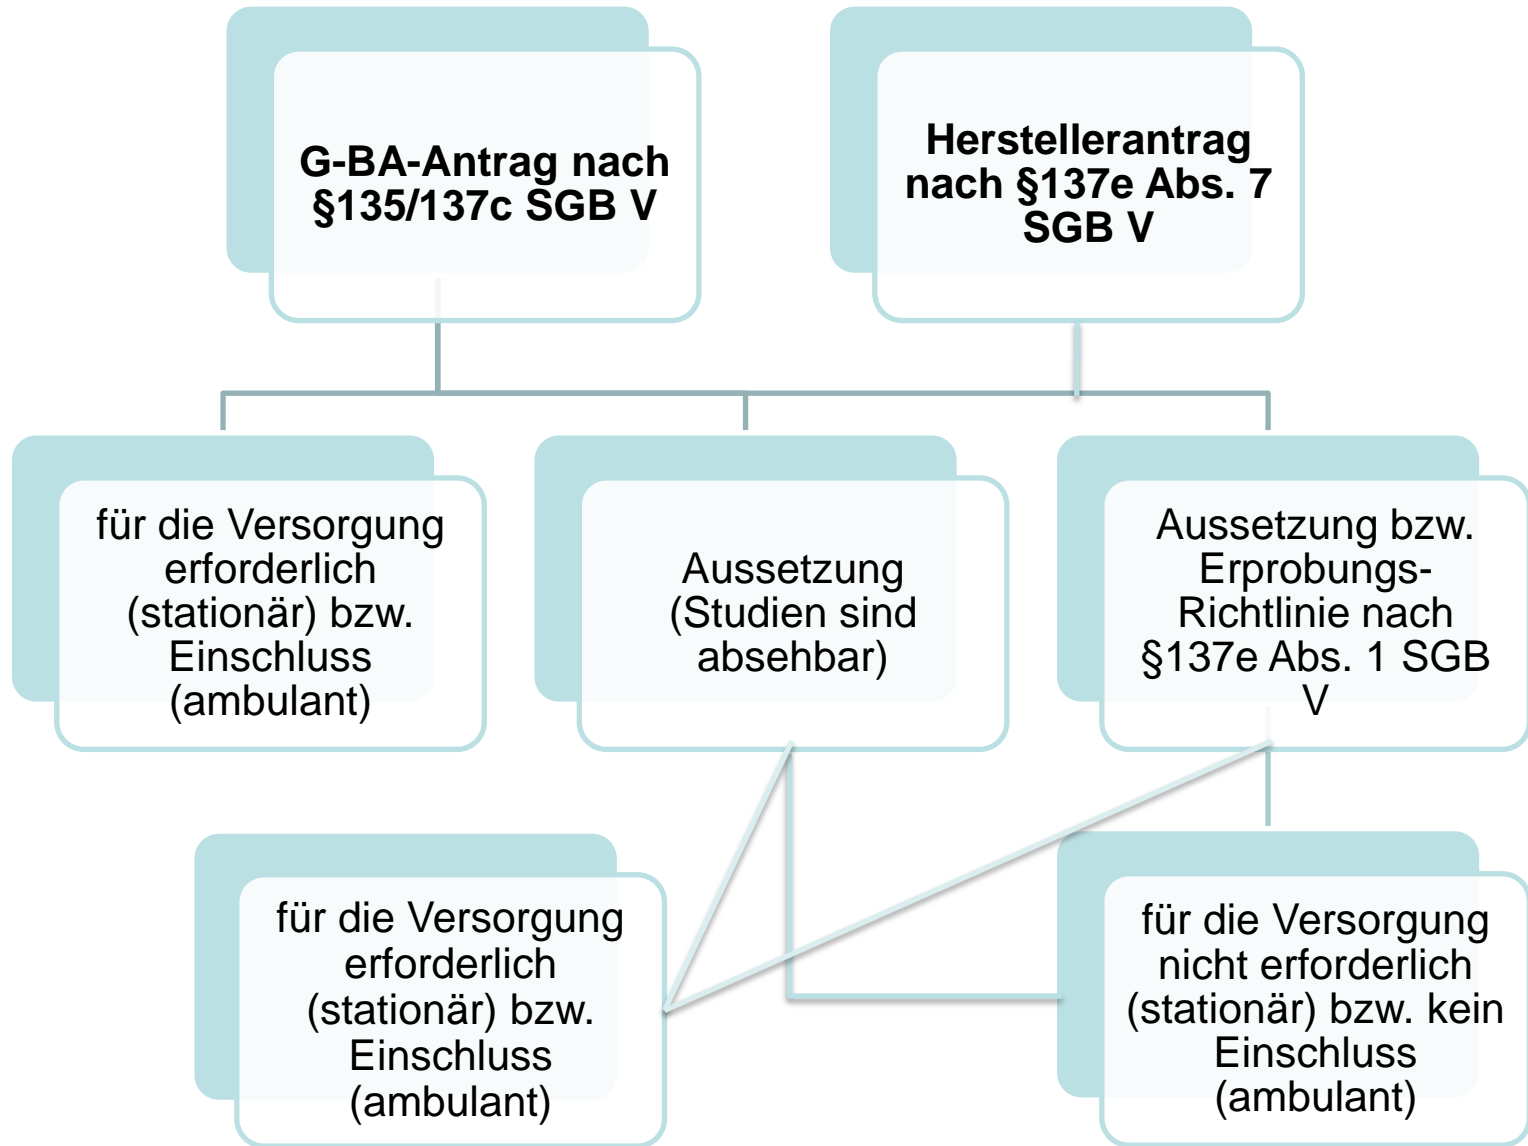 G-BA-Antrag nach
§135/137c SGB V
Herstellerantrag
nach §137e Abs. 7
SGB V
für die Versorgung
erforderlich
(stationär) bzw.
Einschluss
(ambulant)
Aussetzung
(Studien sind
absehbar)
Aussetzung bzw.
Erprobungs-
Richtlinie nach
§137e Abs. 1 SGB
V
für die Versorgung
erforderlich
(stationär) bzw.
Einschluss
(ambulant)
für die Versorgung
nicht erforderlich
(stationär) bzw. kein
Einschluss
(ambulant)